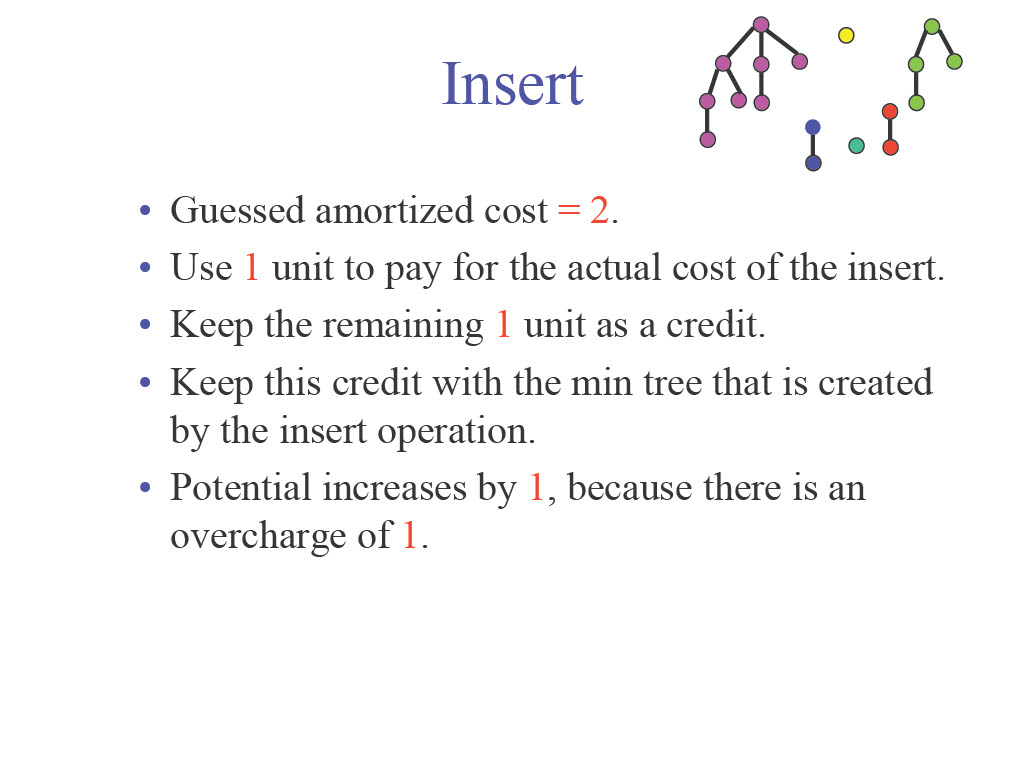 Insert
• Guessed amortized cost = 2.
• Use 1 unit to pay for the actual cost of the insert.
• Keep the remaining 1 unit as a credit.
• Keep this credit with the min tree that is created
by the insert operation.
• Potential increases by 1, because there is an
overcharge of 1.